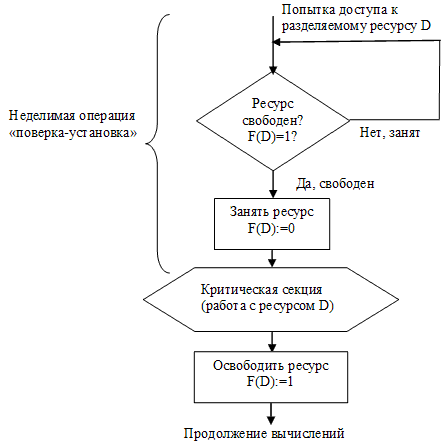 Попытка доступа к
разделяемому ресурсу D
Неделимая операция
«поверка-установка»
Ресурс
свободен?
F(D)=1?
Нет, занят
Да, свободен
Занять ресурс
F(D):=0
Критическая секция
(работа с ресурсом D)
Освободить ресурс
F(D):=1
Продолжение вычислений